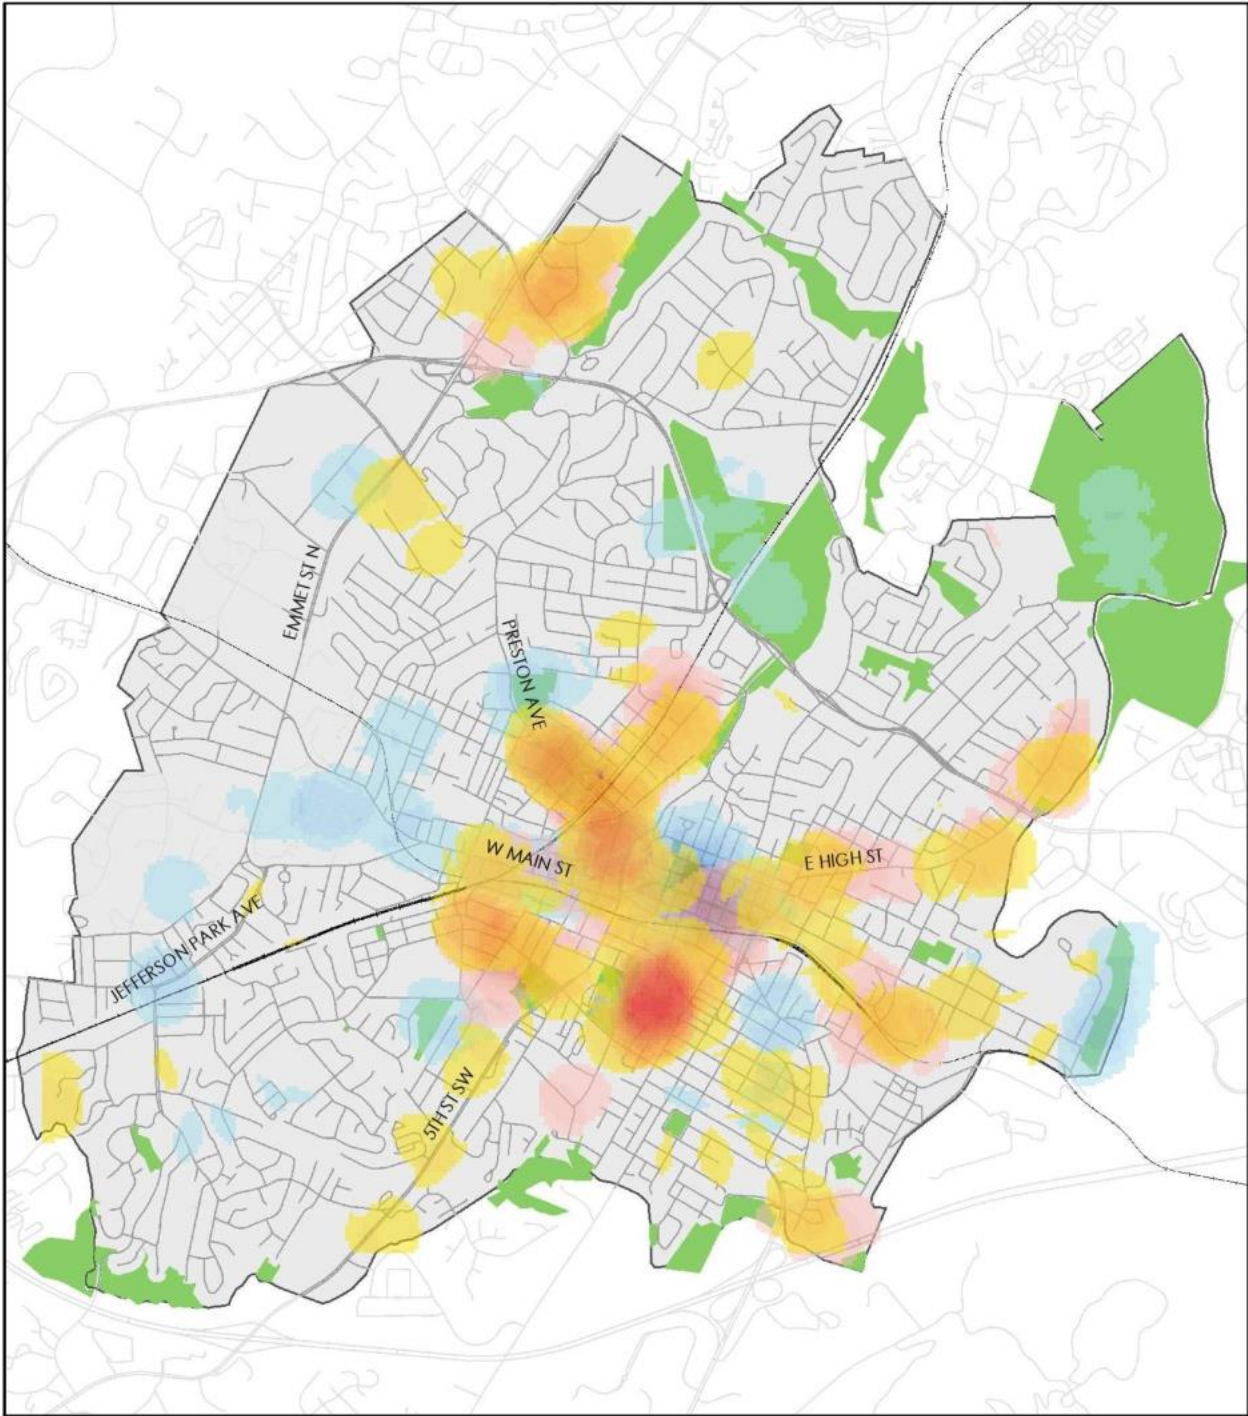 EMMET ST N
PRESTON AVE
W MAIN ST
E HIGH ST
JEFFERSON PARK AVE
5TH ST SW